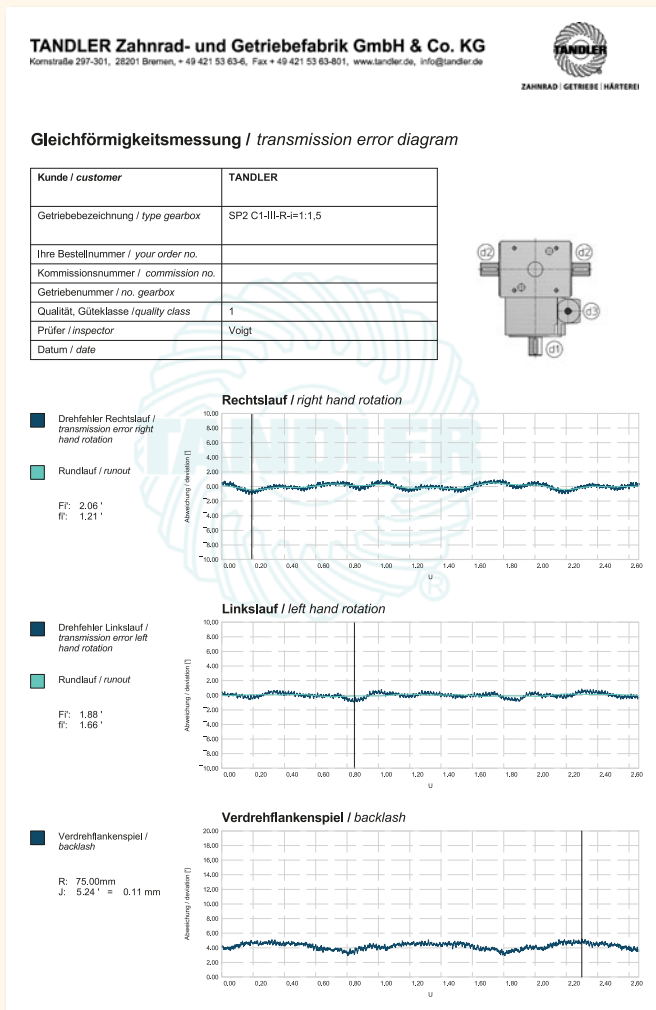 TANDLER Zahnrad- und Getriebefabrik GmbH & Co. KG
Kornstraße 297-301, 28201 Bremen, + 49 421 53 63-6, Fax + 49 421 53 63-801, www.tandler.de, info@tandler.de
TANDLER
ZAHNRAD | GETRIEBE | HÄRTEREI
Gleichförmigkeitsmessung / transmission error diagram
Kunde / customer TANDLER
Getriebebezeichnung / type gearbox SP2 C1-III-R-i=1:1,5
Ihre Bestellnummer / your order no.
Kommissionsnummer / commission no.
Getriebenummer / no. gearbox
Qualität, Güteklasse / quality class 1
Prüfer / inspector Voigt
Datum / date
d2 d2
d3
d1
TANDLER
®
Rechtslauf / right hand rotation
Drehfehler Rechtslauf /
transmission error right
hand rotation
Rundlauf / runout
Fi': 2.06 '
fi': 1.21 '
Abweichung / deviation [']
10,00
8,00
6,00
4,00
2,00
0,00
−2,00
−4,00
−6,00
−8,00
−10,00
0,00 0,20 0,40 0,60 0,80 1,00 1,20 1,40 1,60 1,80 2,00 2,20 2,40 2,60
U
Linkslauf / left hand rotation
Drehfehler Linkslauf /
transmission error left
hand rotation
Rundlauf / runout
Fi': 1.88 '
fi': 1.66 '
Abweichung / deviation [']
10,00
8,00
6,00
4,00
2,00
0,00
−2,00
−4,00
−6,00
−8,00
−10,00
0,00 0,20 0,40 0,60 0,80 1,00 1,20 1,40 1,60 1,80 2,00 2,20 2,40 2,60
U
Verdrehflankenspiel / backlash
Verdrehflankenspiel /
backlash
R: 75.00mm
J: 5.24 ' = 0.11 mm
Abweichung / deviation [']
20.00
18,00
16,00
14,00
12,00
10,00
8,00
6,00
4,00
2,00
0.00
0,00 0,20 0,40 0,60 0,80 1,00 1,20 1,40 1,60 1,80 2,00 2,20 2,40 2,60
U